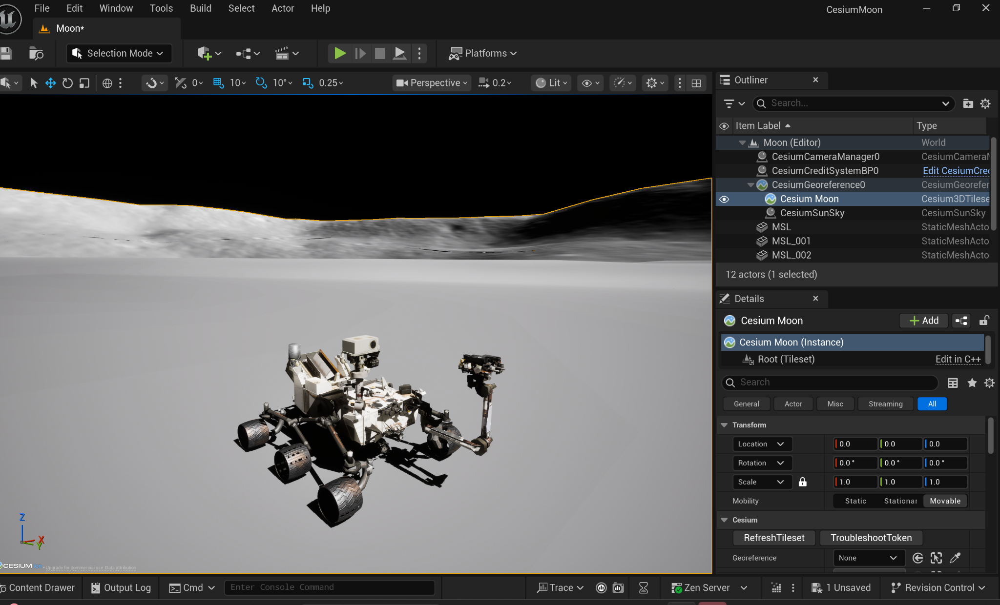 File Edit Window Tools Build Select Actor Help
CesiumMoon
Moon*
Selection Mode
Platforms
0 10 10° 0.25 Perspective 0.2 Lit
Outliner
Search...
Item Label Type
Moon (Editor) World
CesiumCameraManager0 CesiumCameraM
CesiumCreditSystemBP0 Edit CesiumCre
CesiumGeoreference0 CesiumGeorefer
Cesium Moon Cesium3DTilese
CesiumSunSky CesiumSunSky
MSL StaticMeshActo
MSL_001 StaticMeshActo
MSL_002 StaticMeshActo
12 actors (1 selected)
Details
Cesium Moon
Add
Cesium Moon (Instance)
Root (Tileset) Edit in C++
Search
General Actor Misc Streaming All
Transform
Location 0.0 0.0 0.0
Rotation 0.0 ° 0.0 ° 0.0 °
Scale 1.0 1.0 1.0
Mobility Static Stationar Movable
Cesium
RefreshTileset TroubleshootToken
Georeference None
Z
X
Y
CESIUM ion Upgrade for commercial use. Data attribution
Content Drawer Output Log Cmd Enter Console Command Trace Zen Server 1 Unsaved Revision Control